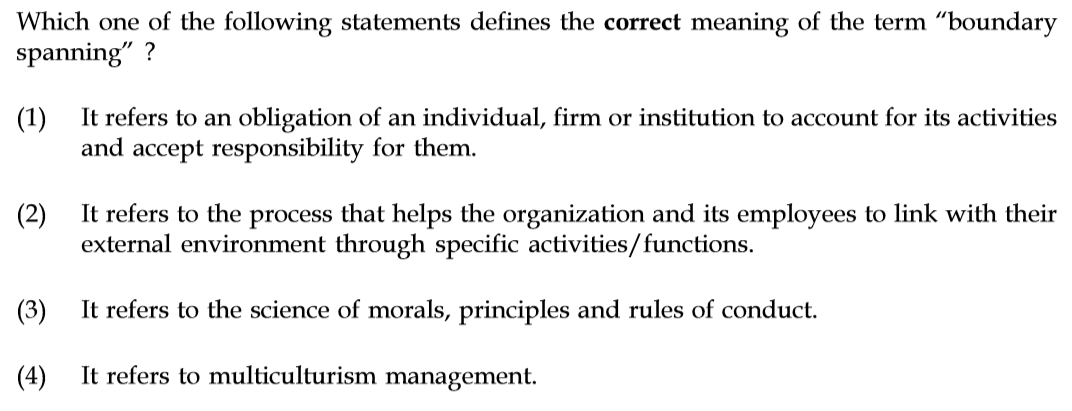 Which one of the following statements defines the correct meaning of the term “boundary
spanning” ?
(1) It refers to an obligation of an individual, firm or institution to account for its activities
and accept responsibility for them.
(2) It refers to the process that helps the organization and its employees to link with their
external environment through specific activities/functions.
(3) It refers to the science of morals, principles and rules of conduct.
(4) It refers to multiculturism management.